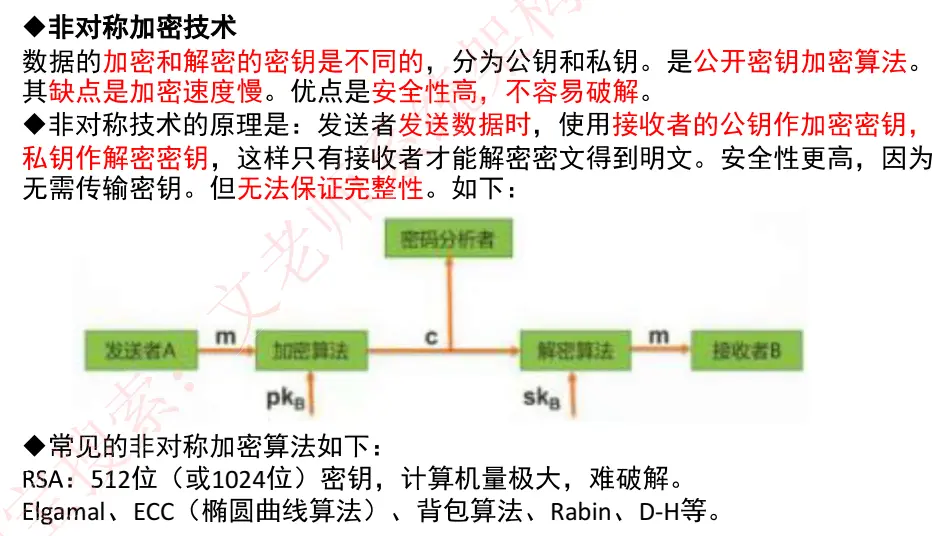 ◆非对称加密技术
数据的加密和解密的密钥是不同的，分为公钥和私钥。是公开密钥加密算法。
其缺点是加密速度慢。优点是安全性高，不容易破解。
◆非对称技术的原理是：发送者发送数据时，使用接收者的公钥作加密密钥，
私钥作解密密钥，这样只有接收者才能解密密文得到明文。安全性更高，因为
无需传输密钥。但无法保证完整性。如下：
密码分析者
发送者A
m
加密算法
c
解密算法
m
接收者B
pkB
skB
◆常见的非对称加密算法如下：
RSA：512位（或1024位）密钥，计算机量极大，难破解。
Elgamal、ECC（椭圆曲线算法）、背包算法、Rabin、D-H等。